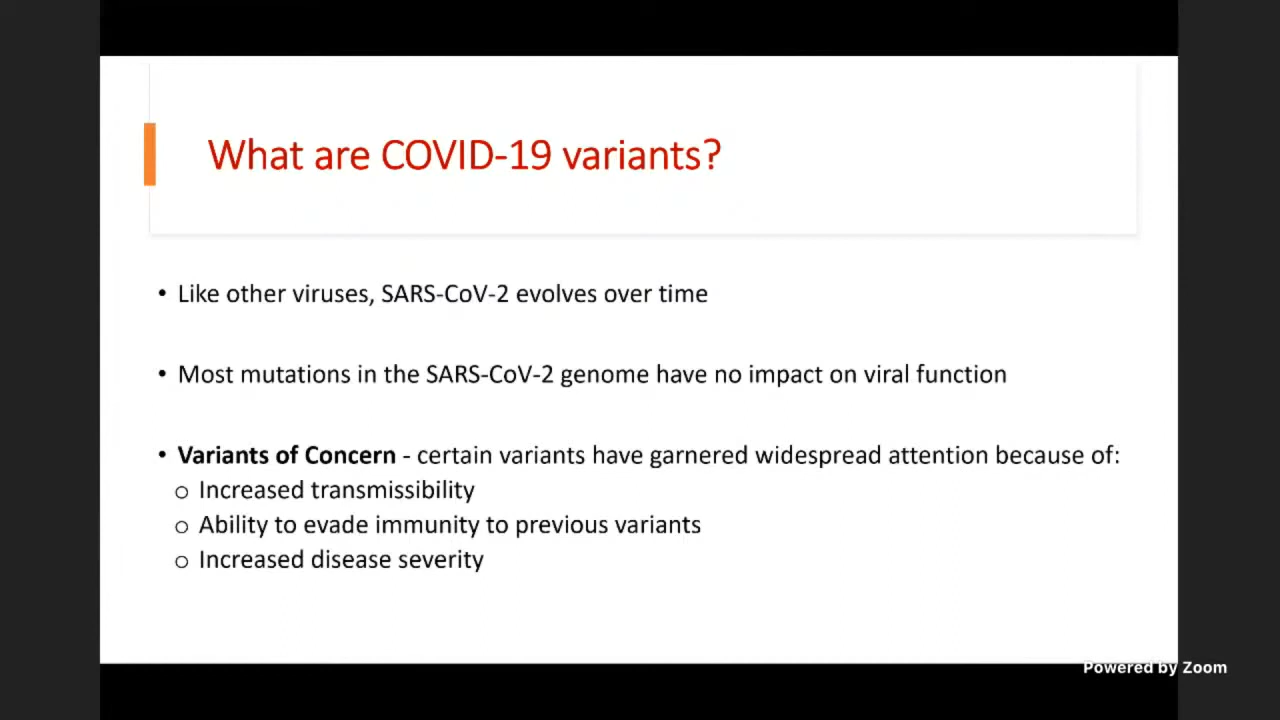 What are COVID-19 variants?
• Like other viruses, SARS-CoV-2 evolves over time
• Most mutations in the SARS-CoV-2 genome have no impact on viral function
• Variants of Concern - certain variants have garnered widespread attention because of:
o Increased transmissibility
o Ability to evade immunity to previous variants
o Increased disease severity
Powered by Zoom